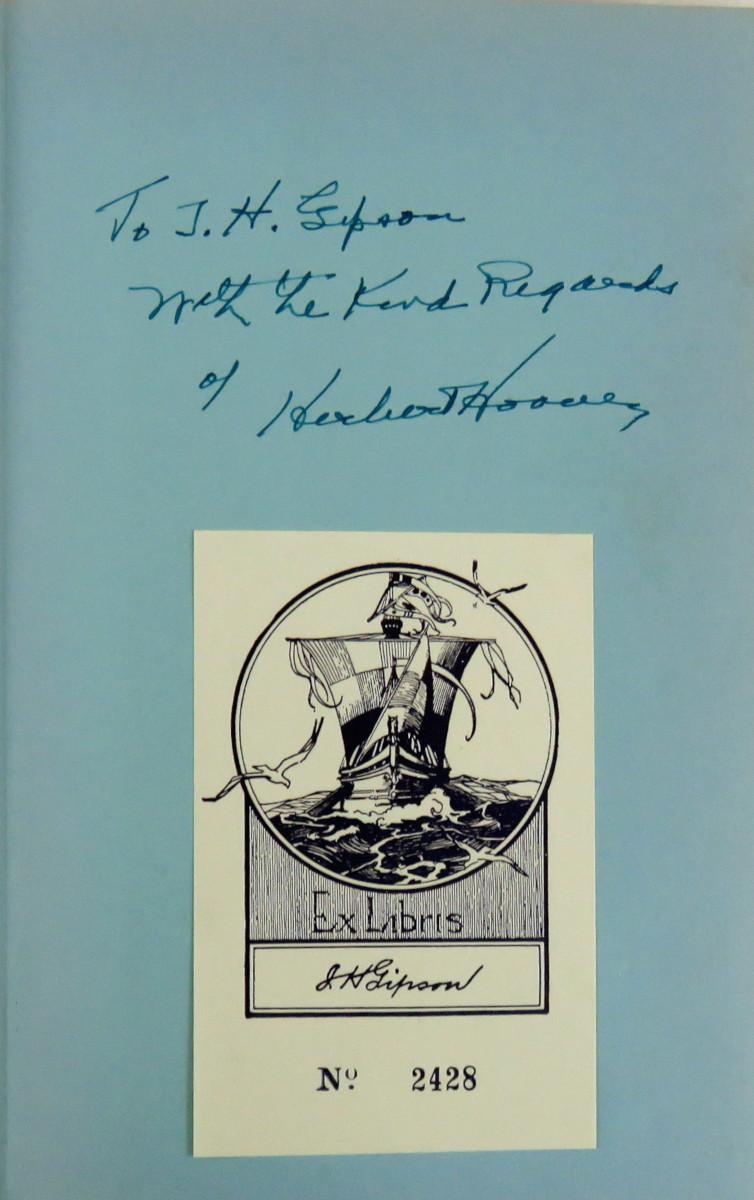 To J. H. Gipson
With the Kind Regards
of Herbert Hoover
Ex Libris
J. H. Gipson
Nº 2428